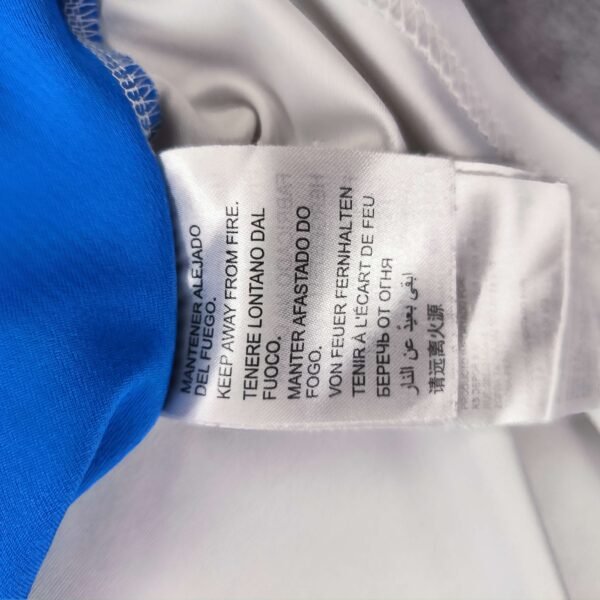 MANTENER ALEJADO
DEL FUEGO.
KEEP AWAY FROM FIRE.
TENERE LONTANO DAL
FUOCO.
MANTER AFASTADO DO
FOGO.
VON FEUER FERNHALTEN
TENIR À L'ÉCART DE FEU
БЕРЕЧЬ ОТ ОГНЯ
ابقى بعيدً عن النار
请远离火源